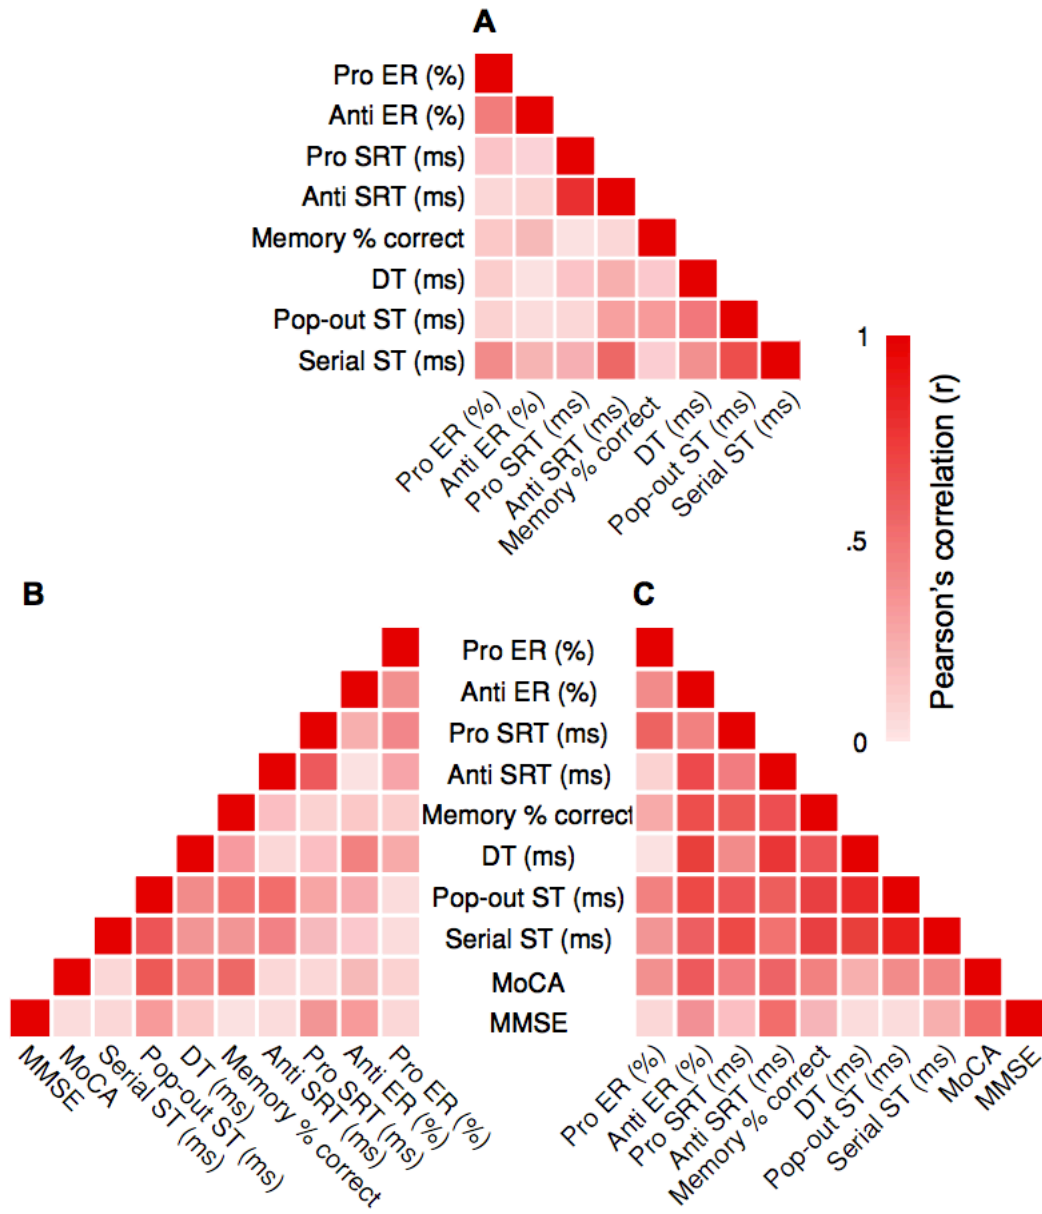 A
Pro ER (%)
Anti ER (%)
Pro SRT (ms)
Anti SRT (ms)
Memory % correct
DT (ms)
Pop-out ST (ms)
Serial ST (ms)
Pro ER (%)
Anti ER (%)
Pro SRT (ms)
Anti SRT (ms)
Memory % correct
DT (ms)
Pop-out ST (ms)
Serial ST (ms)
1
.5
0
Pearson's correlation (r)
B
C
Pro ER (%)
Anti ER (%)
Pro SRT (ms)
Anti SRT (ms)
Memory % correct
DT (ms)
Pop-out ST (ms)
Serial ST (ms)
MoCA
MMSE
MMSE
MoCA
Serial ST (ms)
Pop-out ST (ms)
DT (ms)
Memory % correct
Anti SRT (ms)
Pro SRT (ms)
Anti ER (%)
Pro ER (%)
Pro ER (%)
Anti ER (%)
Pro SRT (ms)
Anti SRT (ms)
Memory % correct
DT (ms)
Pop-out ST (ms)
Serial ST (ms)
MoCA
MMSE